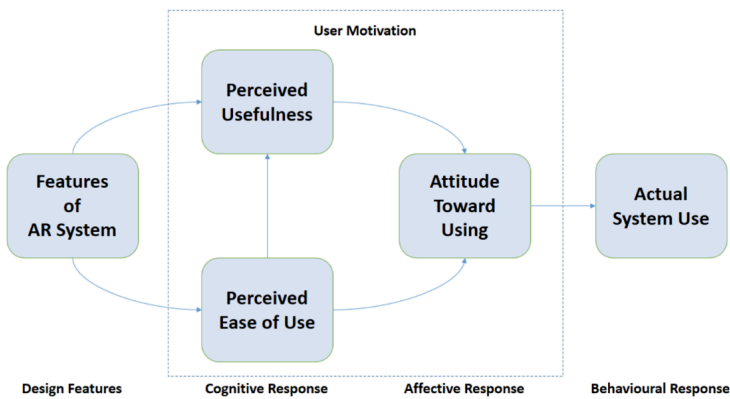 User Motivation
Perceived
Usefulness
Features
of
AR System
Attitude
Toward
Using
Actual
System Use
Perceived
Ease of Use
Design Features
Cognitive Response
Affective Response
Behavioural Response